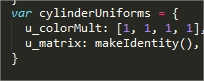 var cylinderUniforms = {
  u_colorMult: [1, 1, 1, 1],
  u_matrix: makeIdentity(),
}